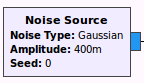 Noise Source
Noise Type: Gaussian
Amplitude: 400m
Seed: 0